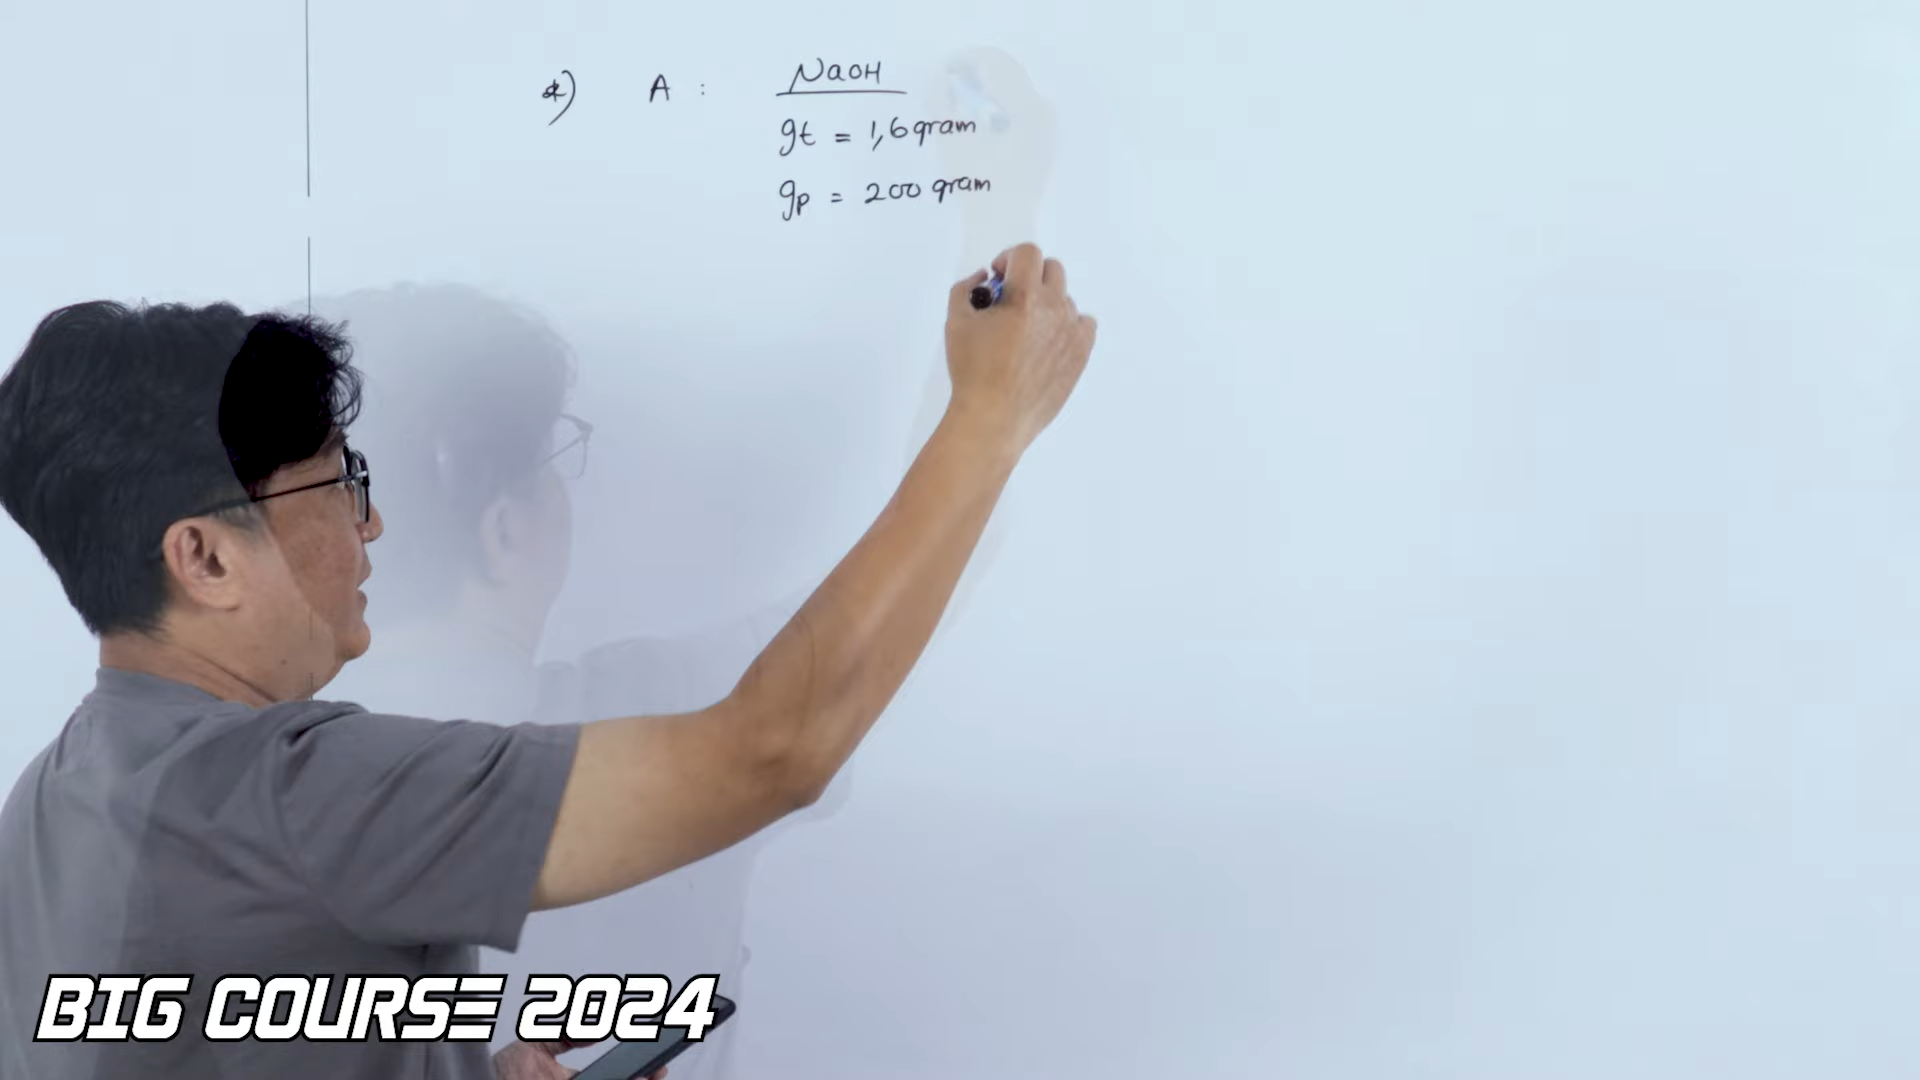 *) A : NaOH
gt = 1,6 gram
gp = 200 gram
BIG COURSE 2024